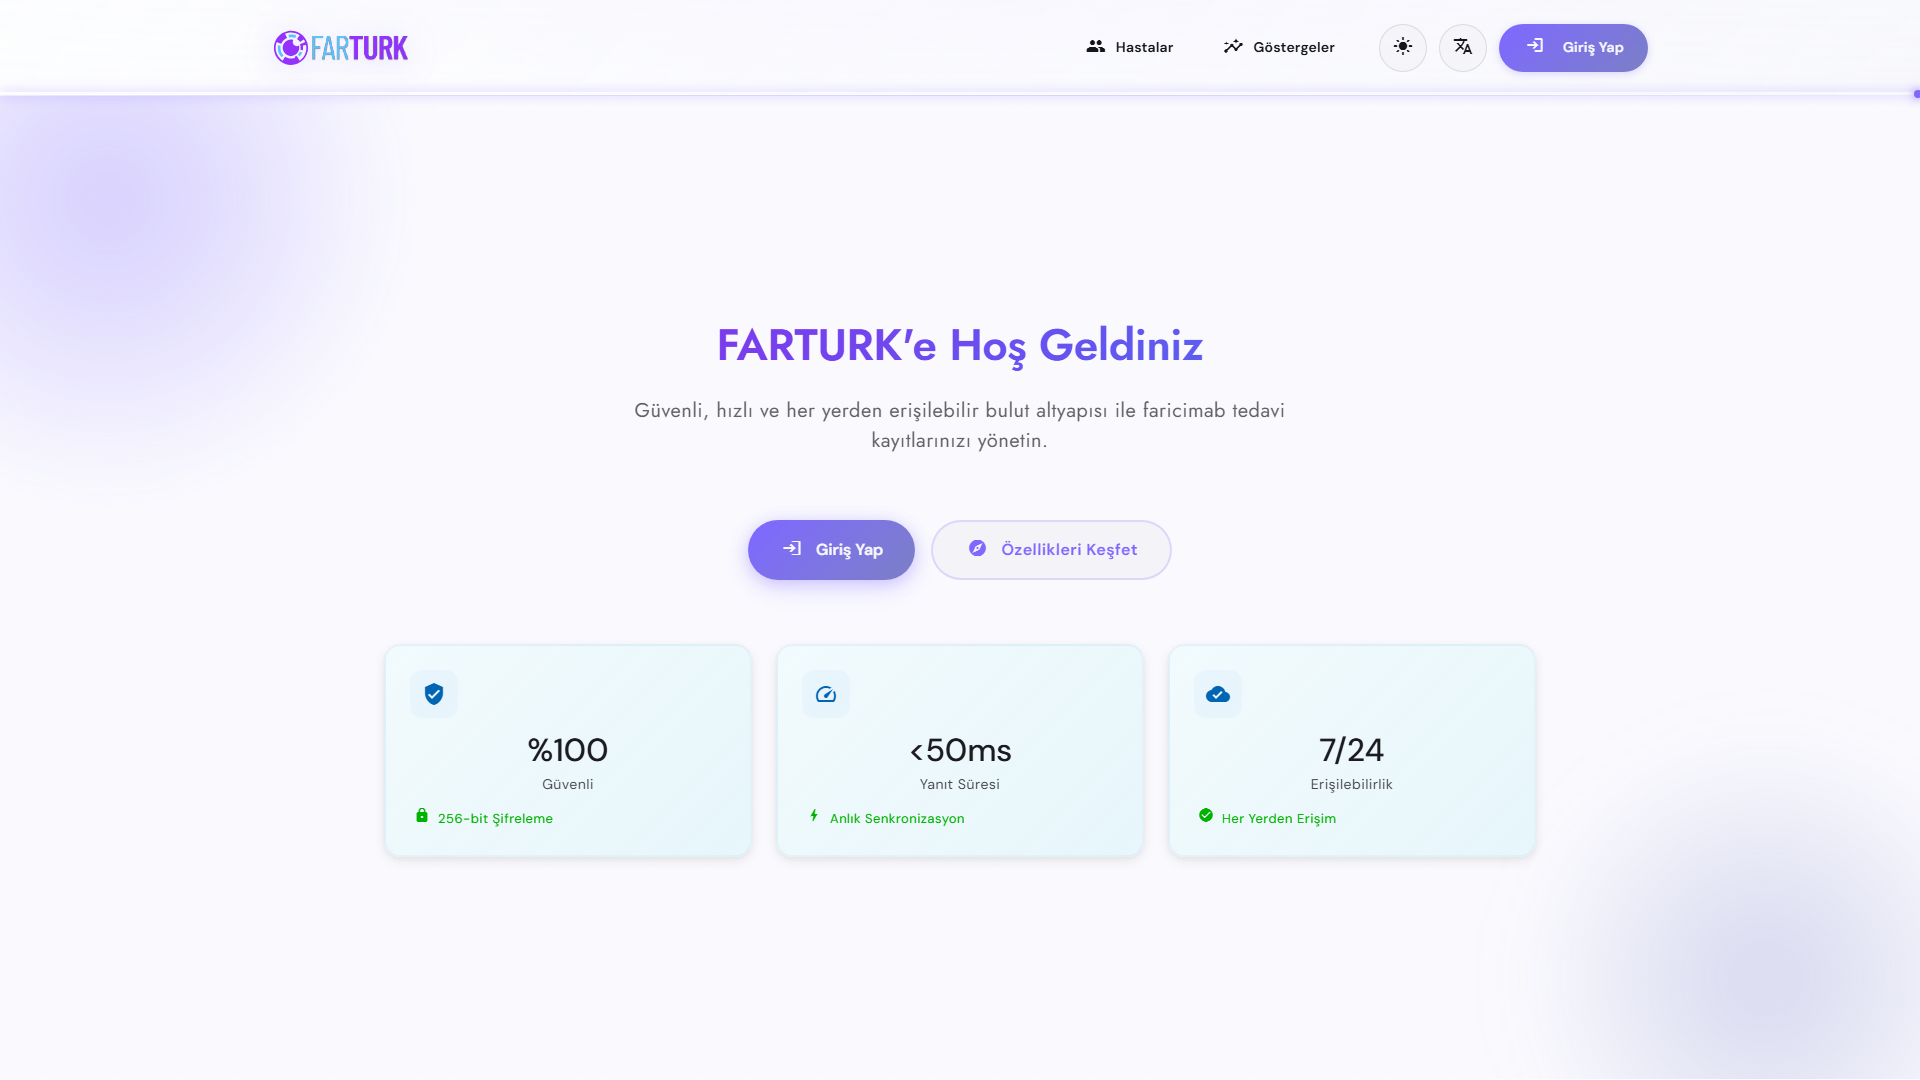 FARTURK
Hastalar
Göstergeler
Giriş Yap
FARTURK'e Hoş Geldiniz
Güvenli, hızlı ve her yerden erişilebilir bulut altyapısı ile faricimab tedavi
kayıtlarınızı yönetin.
Giriş Yap
Özellikleri Keşfet
%100
Güvenli
256-bit Şifreleme
<50ms
Yanıt Süresi
Anlık Senkronizasyon
7/24
Erişilebilirlik
Her Yerden Erişim